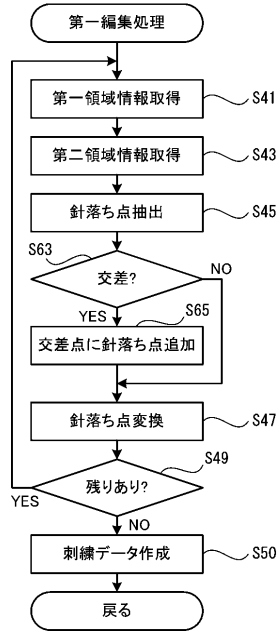 第一編集処理
第一領域情報取得 S41
第二領域情報取得 S43
針落ち点抽出 S45
S63
交差? NO
YES S65
交差点に針落ち点追加
針落ち点変換 S47
S49
残りあり?
YES
NO
刺繍データ作成 S50
戻る